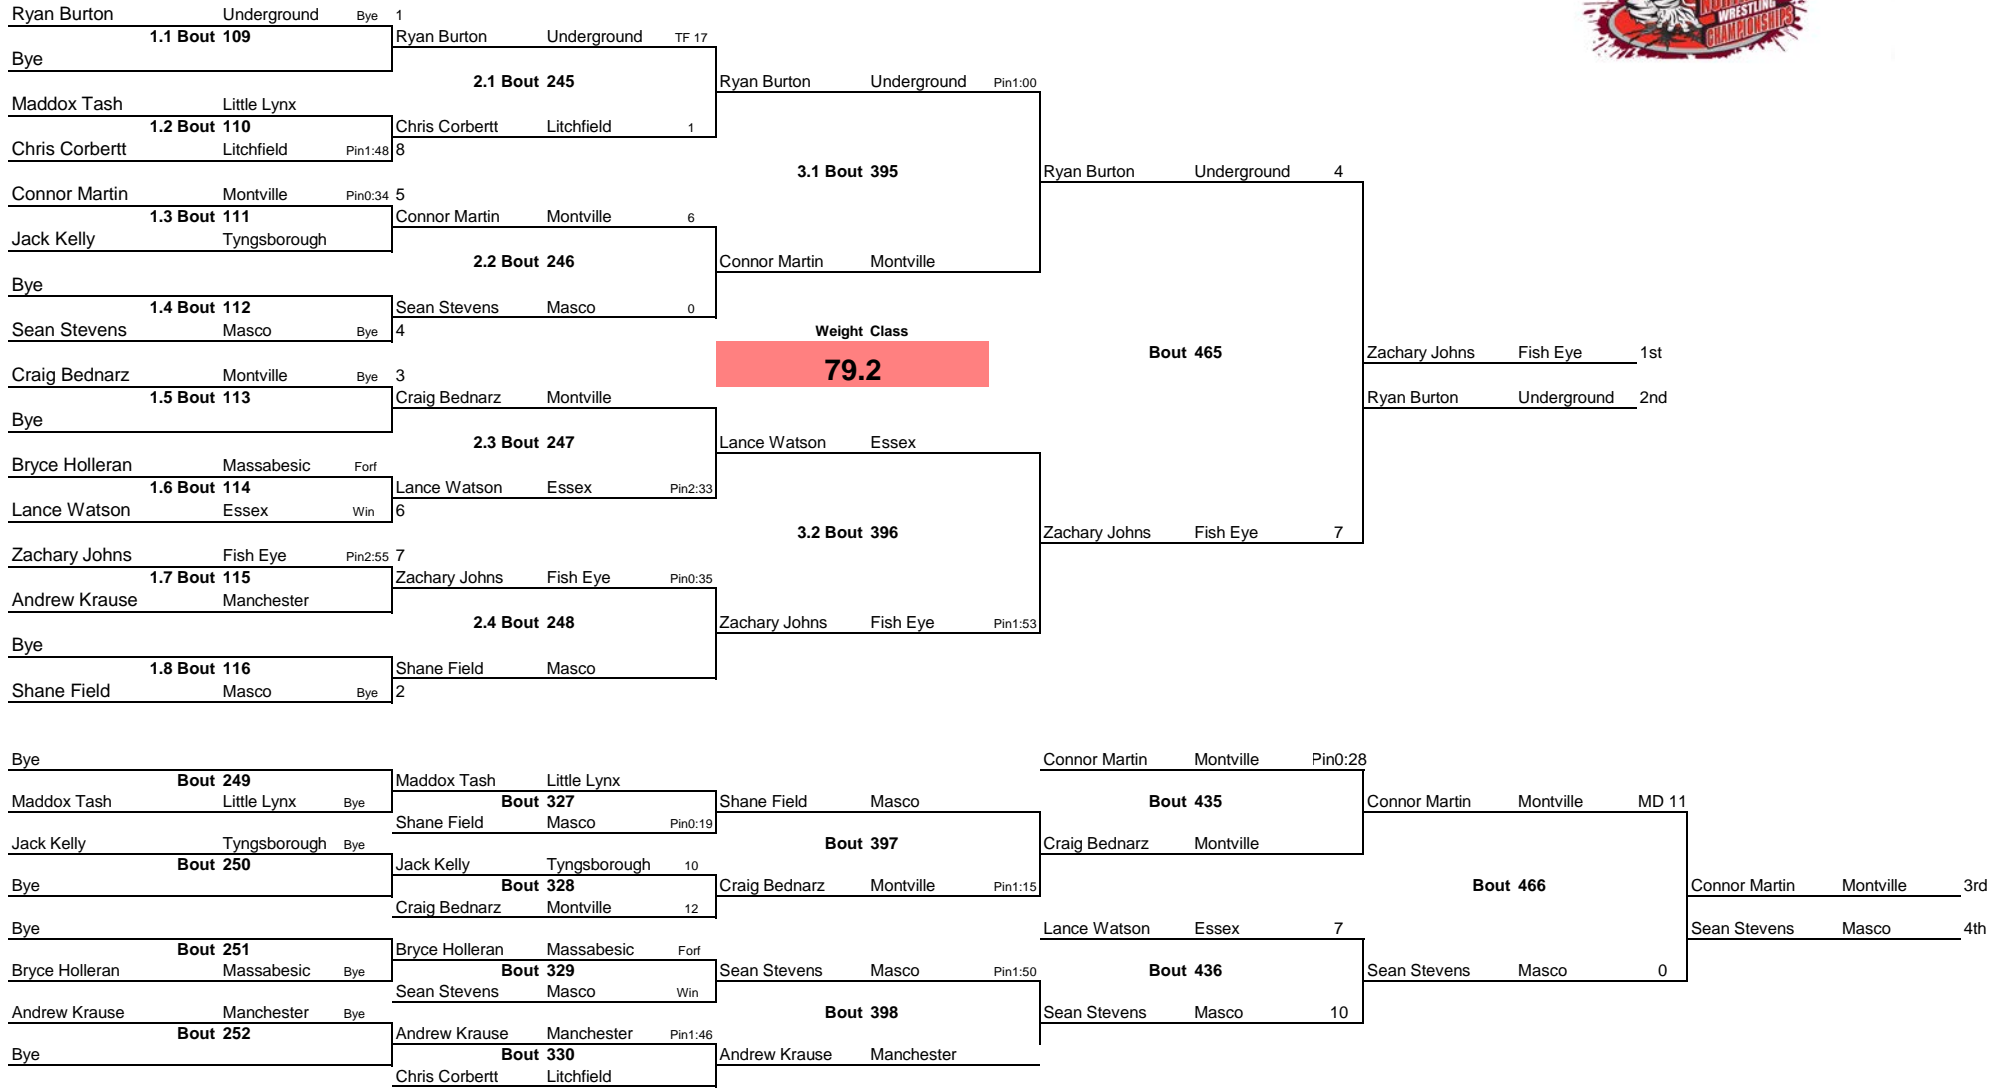 Ryan Burton Underground Bye 1
1.1 Bout 109
Bye
Ryan Burton Underground TF 17
2.1 Bout 245
Maddox Tash Little Lynx
1.2 Bout 110
Chris Corbertt Litchfield Pin1:48 8
Chris Corbertt Litchfield 1
Ryan Burton Underground Pin1:00
3.1 Bout 395
Connor Martin Montville Pin0:34 5
1.3 Bout 111
Jack Kelly Tyngsborough
Connor Martin Montville 6
2.2 Bout 246
Bye
1.4 Bout 112
Sean Stevens Masco Bye 4
Sean Stevens Masco 0
Connor Martin Montville
Ryan Burton Underground 4
Weight Class
79.2
Bout 465
Craig Bednarz Montville Bye 3
1.5 Bout 113
Bye
Craig Bednarz Montville
2.3 Bout 247
Bryce Holleran Massabesic Forf
1.6 Bout 114
Lance Watson Essex Win 6
Lance Watson Essex Pin2:33
Lance Watson Essex
3.2 Bout 396
Zachary Johns Fish Eye Pin2:55 7
1.7 Bout 115
Andrew Krause Manchester
Zachary Johns Fish Eye Pin0:35
2.4 Bout 248
Bye
1.8 Bout 116
Shane Field Masco Bye 2
Shane Field Masco
Zachary Johns Fish Eye Pin1:53
Zachary Johns Fish Eye 7
Zachary Johns Fish Eye 1st
Ryan Burton Underground 2nd
WRESTLING
CHAMPIONSHIPS
Bye
Bout 249
Maddox Tash Little Lynx Bye
Maddox Tash Little Lynx
Bout 327
Shane Field Masco Pin0:19
Shane Field Masco
Bout 397
Jack Kelly Tyngsborough Bye
Bout 250
Bye
Jack Kelly Tyngsborough 10
Bout 328
Craig Bednarz Montville 12
Craig Bednarz Montville Pin1:15
Connor Martin Montville Pin0:28
Bout 435
Craig Bednarz Montville
Connor Martin Montville MD 11
Bout 466
Bye
Bout 251
Bryce Holleran Massabesic Bye
Bryce Holleran Massabesic Forf
Bout 329
Sean Stevens Masco Win
Sean Stevens Masco Pin1:50
Bout 398
Andrew Krause Manchester Bye
Bout 252
Bye
Andrew Krause Manchester Pin1:46
Bout 330
Chris Corbertt Litchfield
Andrew Krause Manchester
Lance Watson Essex 7
Bout 436
Sean Stevens Masco 10
Sean Stevens Masco 0
Connor Martin Montville 3rd
Sean Stevens Masco 4th